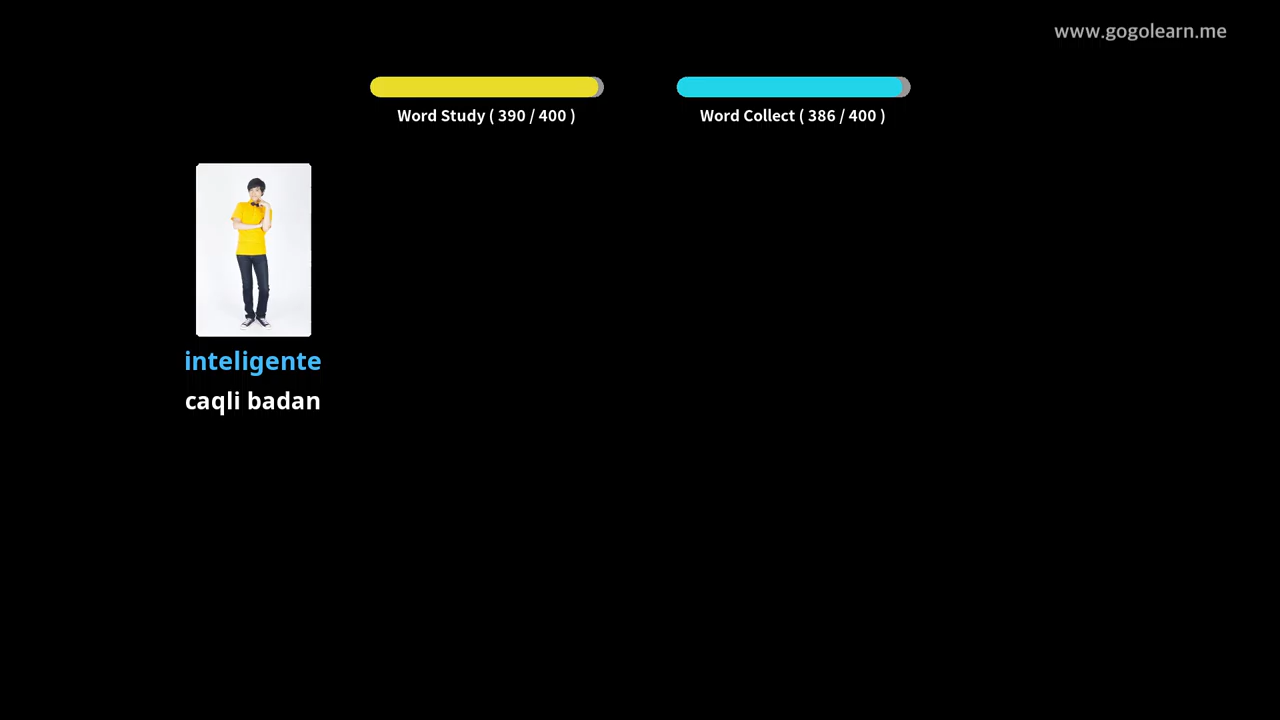 www.gogolearn.me
Word Study ( 390 / 400 )
Word Collect ( 386 / 400 )
inteligente
caqli badan